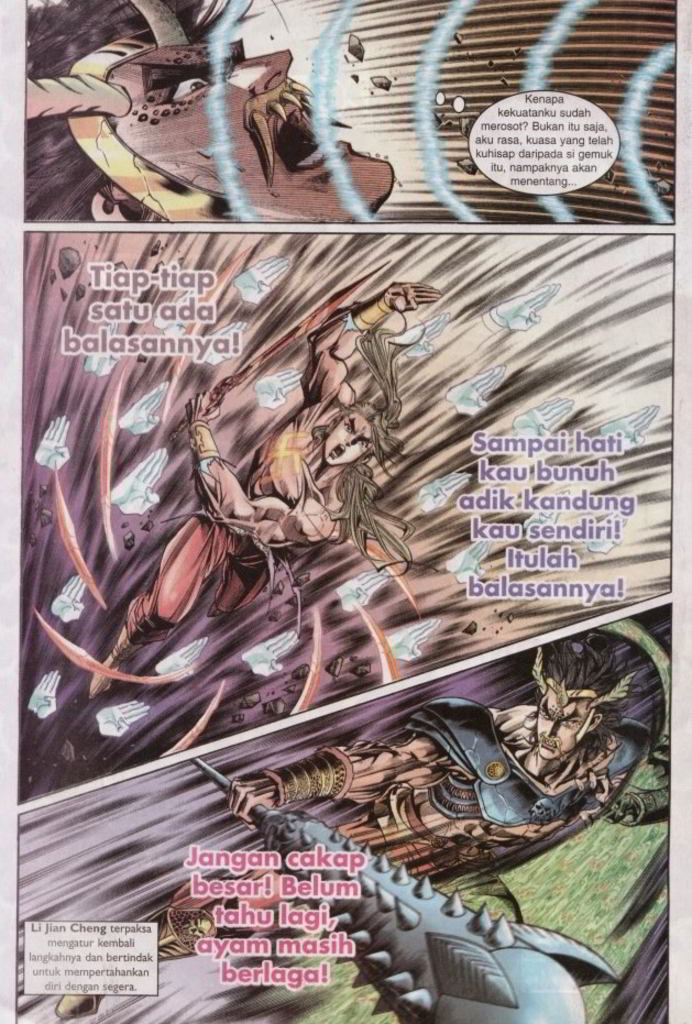 Kenapa
kekuatanku sudah
merosot? Bukan itu saja,
aku rasa, kuasa yang telah
kuhisap daripada si gemuk
itu, nampaknya akan
menentang...
Tiap-tiap
satu ada
balasannya!
Sampai hati
kau bunuh
adik kandung
kau sendiri!
Itulah
balasannya!
Jangan cakap
besar! Belum
tahu lagi,
ayam masih
berlaga!
Li Jian Cheng terpaksa
mengatur kembali
langkahnya dan bertindak
untuk mempertahankan
diri dengan segera.